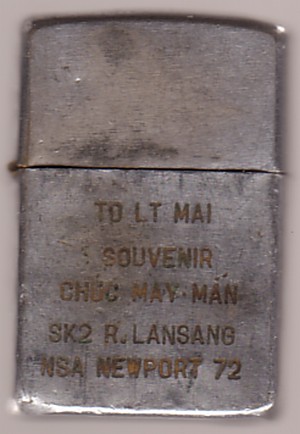 TO LT MAI
SOUVENIR
CHÚC MAY MẮN
SK2 R. LANSANG
NSA NEWPORT 72